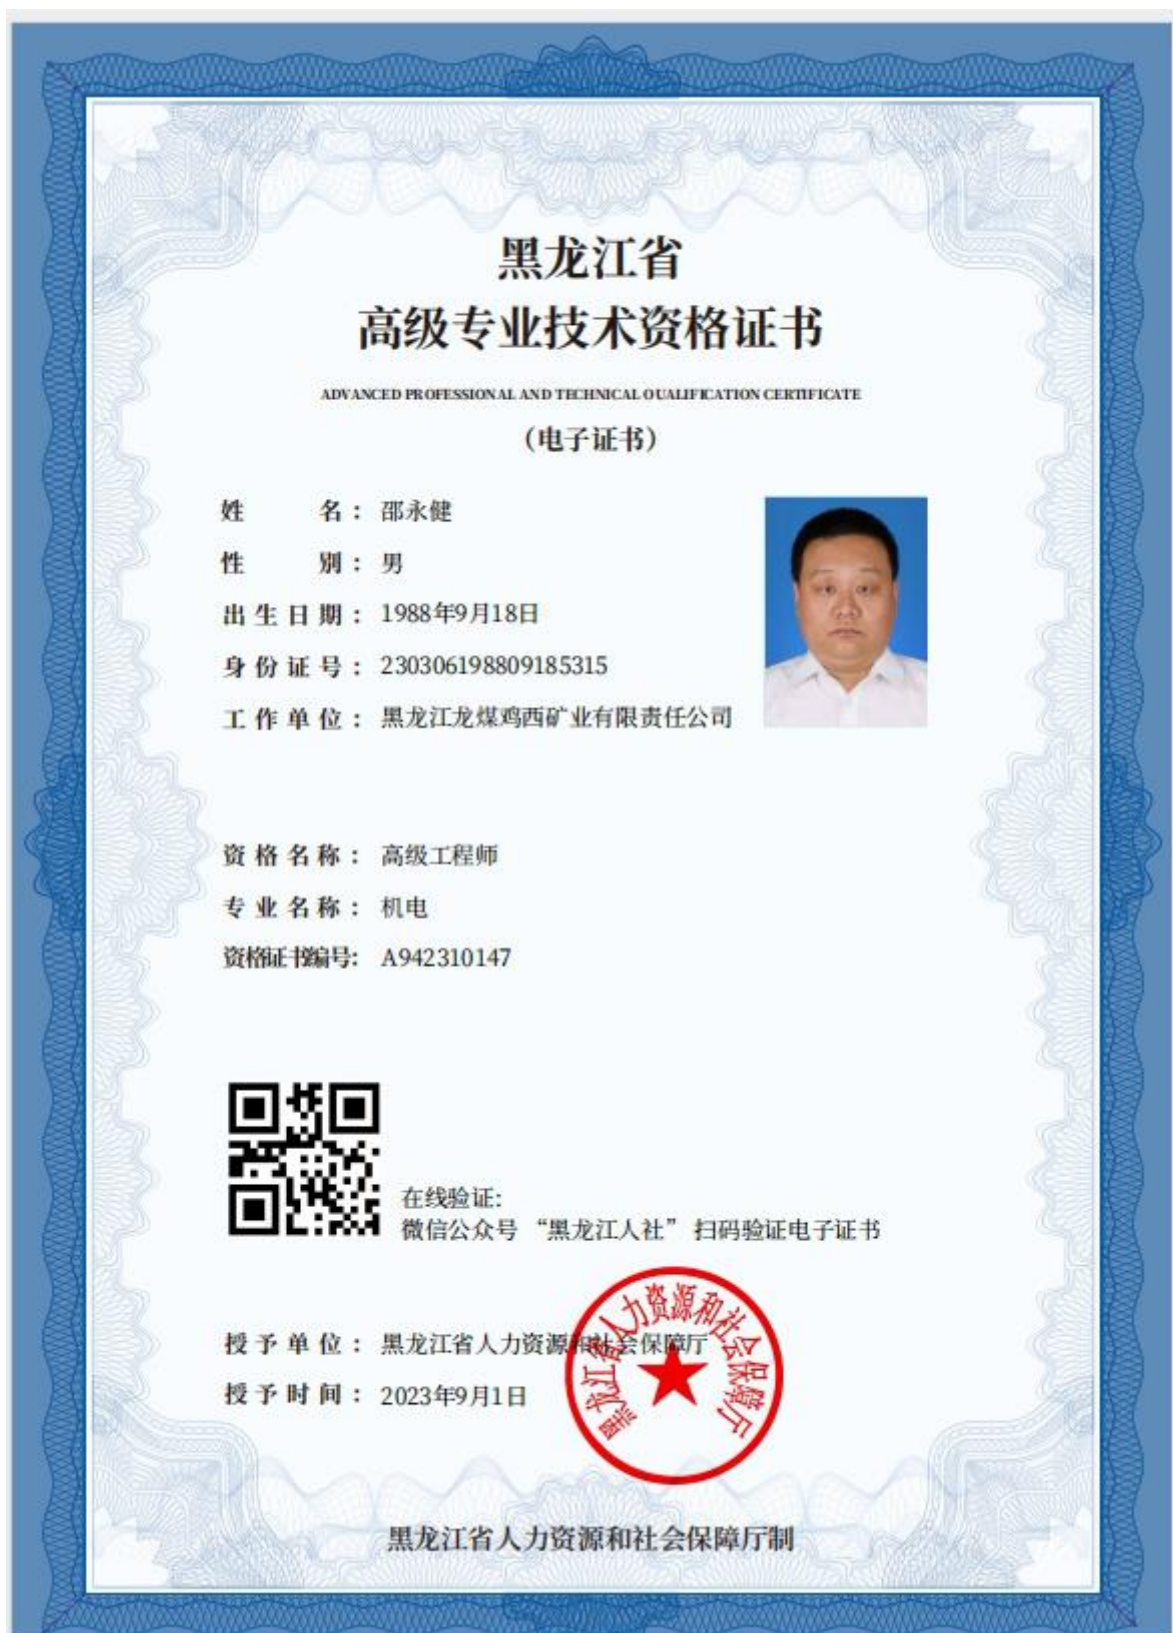 黑龙江省
高级专业技术资格证书
ADVANCED PROFESSIONAL AND TECHNICAL QUALIFICATION CERTIFICATE
（电子证书）
姓 名：邵永健
性 别：男
出生日期：1988年9月18日
身份证号：230306198809185315
工作单位：黑龙江龙煤鸡西矿业有限责任公司
资格名称：高级工程师
专业名称：机电
资格证书编号：A942310147
在线验证:
微信公众号 “黑龙江人社” 扫码验证电子证书
黑龙江省人力资源和社会保障厅
授予单位：黑龙江省人力资源和社会保障厅
授予时间：2023年9月1日
黑龙江省人力资源和社会保障厅制